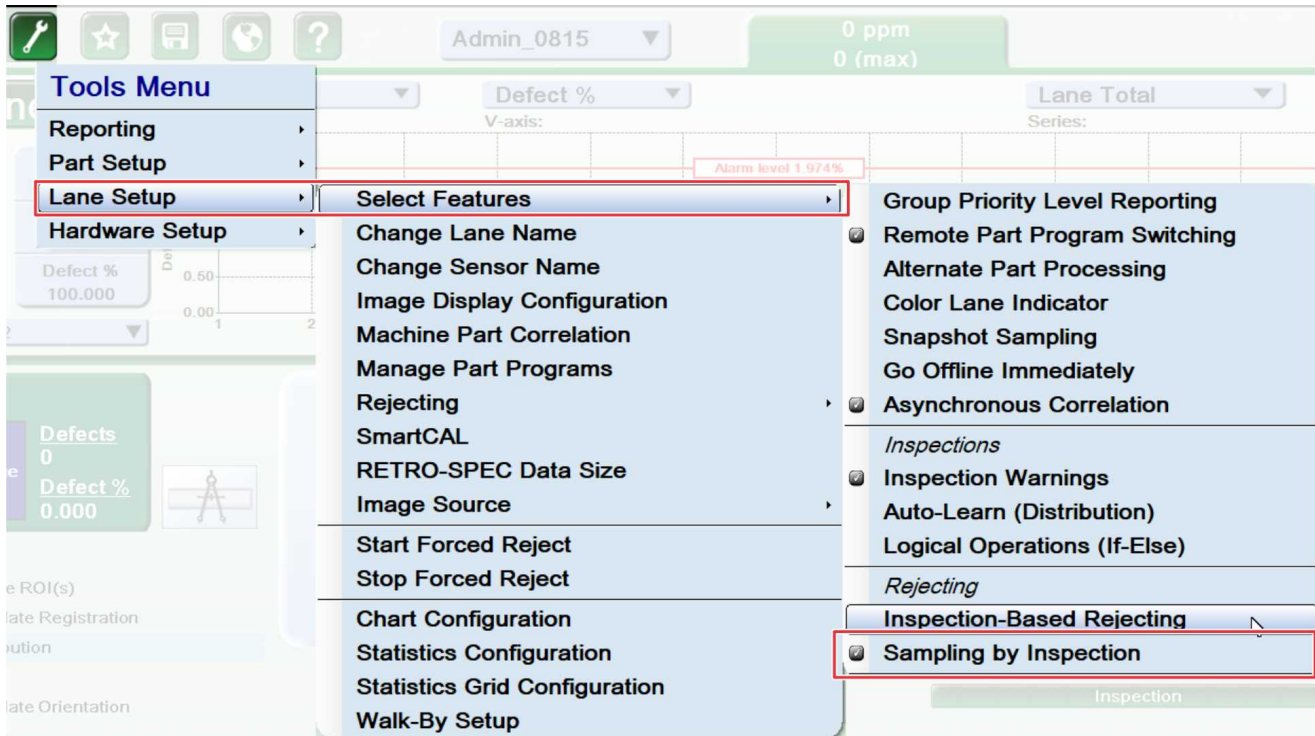 ?
Admin_0815
0 ppm
0 (max)
Tools Menu
Reporting
Part Setup
Lane Setup
Hardware Setup
Defect %
V-axis:
Lane Total
Series:
Alarm level 1.974%
Select Features
Change Lane Name
Change Sensor Name
Image Display Configuration
Machine Part Correlation
Manage Part Programs
Rejecting
SmartCAL
RETRO-SPEC Data Size
Image Source
Start Forced Reject
Stop Forced Reject
Chart Configuration
Statistics Configuration
Statistics Grid Configuration
Walk-By Setup
Group Priority Level Reporting
Remote Part Program Switching
Alternate Part Processing
Color Lane Indicator
Snapshot Sampling
Go Offline Immediately
Asynchronous Correlation
Inspections
Inspection Warnings
Auto-Learn (Distribution)
Logical Operations (If-Else)
Rejecting
Inspection-Based Rejecting
Sampling by Inspection
Inspection
Defect %
100.000
0.50
0.00
1
2
Defects
0
Defect %
0.000
e ROI(s)
late Registration
bution
late Orientation